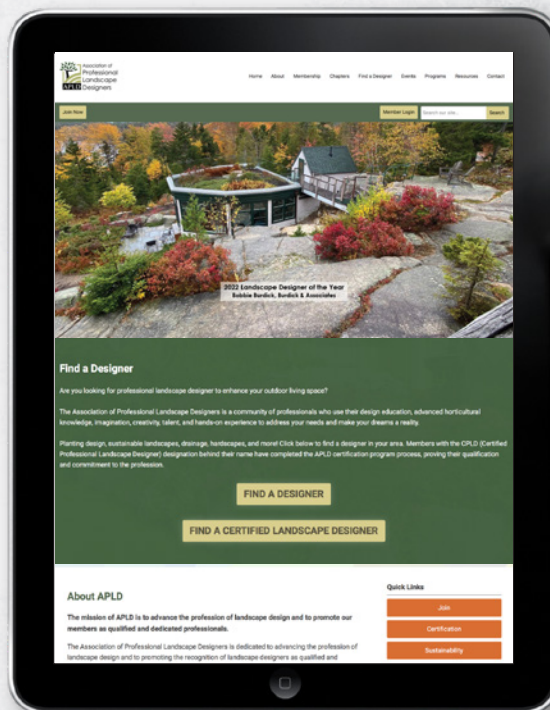 Association of
Professional
Landscape
APLD Designers
Home About Membership Chapters Find a Designer Events Programs Resources Contact
Join Now
Member Login Search our site... Search
2022 Landscape Designer of the Year
Bobbie Burdick, Burdick & Associates
Find a Designer
Are you looking for professional landscape designer to enhance your outdoor living space?
The Association of Professional Landscape Designers is a community of professionals who use their design education, advanced horticultural
knowledge, imagination, creativity, talent, and hands-on experience to address your needs and make your dreams a reality.
Planting design, sustainable landscapes, drainage, hardscapes, and more! Click below to find a designer in your area. Members with the CPLD (Certified
Professional Landscape Designer) designation behind their name have completed the APLD certification program process, proving their qualification
and commitment to the profession.
FIND A DESIGNER
FIND A CERTIFIED LANDSCAPE DESIGNER
About APLD
The mission of APLD is to advance the profession of landscape design and to promote our
members as qualified and dedicated professionals.
The Association of Professional Landscape Designers is dedicated to advancing the profession of
landscape design and to promoting the recognition of landscape designers as qualified and
Quick Links
Join
Certification
Sustainability